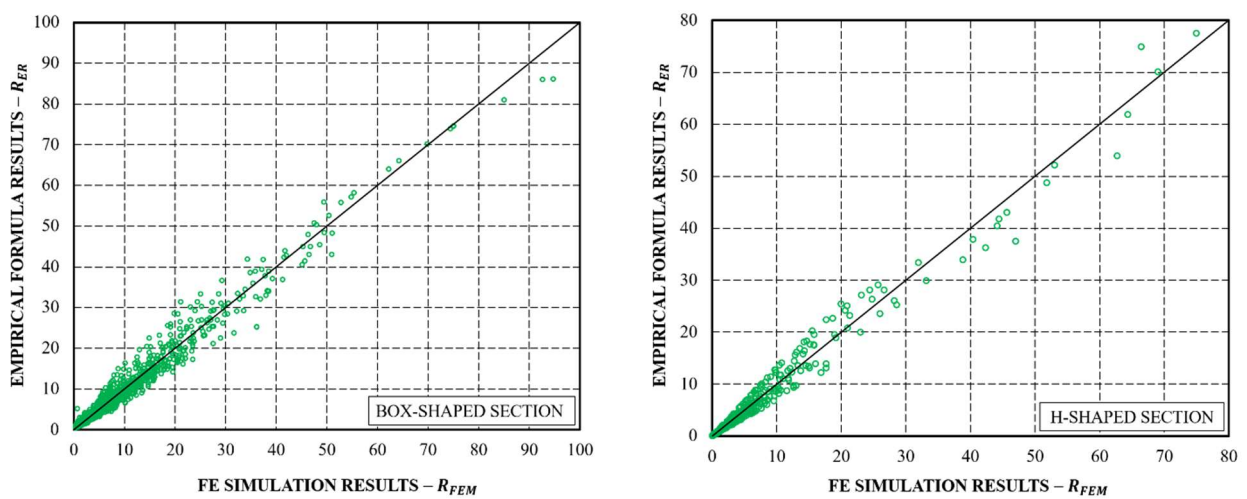 EMPIRICAL FORMULA RESULTS – R_ER
100
90
80
70
60
50
40
30
20
10
0
BOX-SHAPED SECTION
0 10 20 30 40 50 60 70 80 90 100
FE SIMULATION RESULTS – R_FEM
EMPIRICAL FORMULA RESULTS – R_ER
80
70
60
50
40
30
20
10
0
H-SHAPED SECTION
0 10 20 30 40 50 60 70 80
FE SIMULATION RESULTS – R_FEM